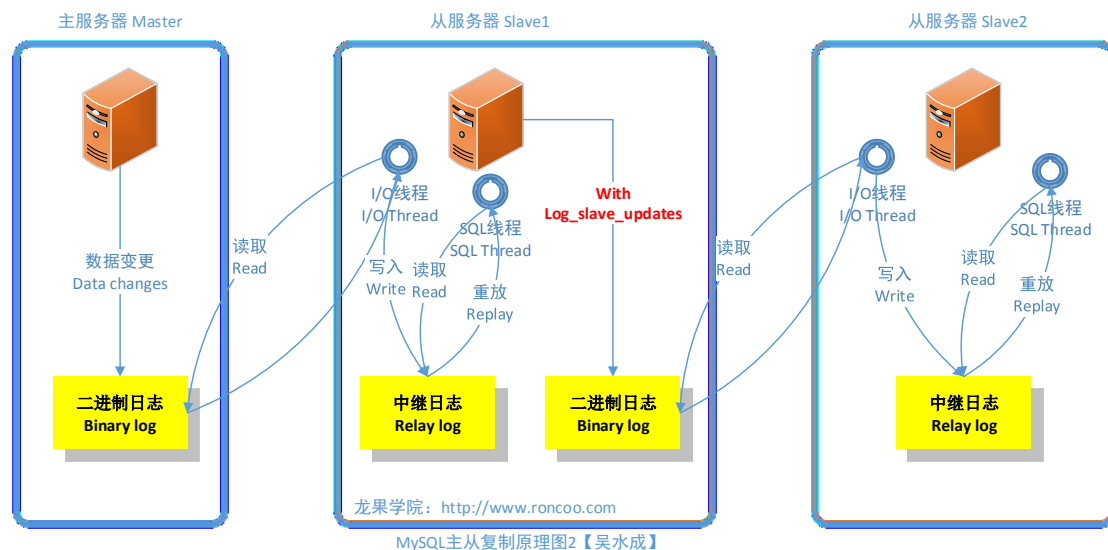 主服务器 Master
数据变更
Data changes
二进制日志
Binary log
读取
Read
从服务器 Slave1
I/O线程
I/O Thread
SQL线程
SQL Thread
写入
Write
读取
Read
重放
Replay
With
Log_slave_updates
中继日志
Relay log
二进制日志
Binary log
龙果学院：http://www.roncoo.com
读取
Read
从服务器 Slave2
I/O线程
I/O Thread
SQL线程
SQL Thread
写入
Write
读取
Read
重放
Replay
中继日志
Relay log
MySQL主从复制原理图2【吴水成】